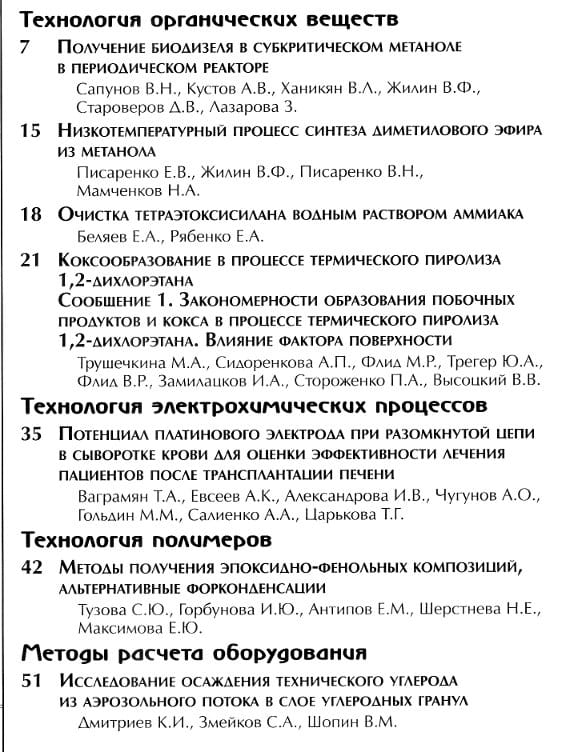 Технология органических веществ
7 Получение биодизеля в субкритическом метаноле
в периодическом реакторе
Сапунов В.Н., Кустов А.В., Ханикян В.Л., Жилин В.Ф.,
Староверов Д.В., Лазарова З.
15 Низкотемпературный процесс синтеза диметилового эфира
из метанола
Писаренко Е.В., Жилин В.Ф., Писаренко В.Н.,
Мамченков Н.А.
18 Очистка тетраэтоксисилана водным раствором аммиака
Беляев Е.А., Рябенко Е.А.
21 Коксообразование в процессе термического пиролиза
1,2-дихлорэтана
Сообщение 1. Закономерности образования побочных
продуктов и кокса в процессе термического пиролиза
1,2-дихлорэтана. Влияние фактора поверхности
Трушечкина М.А., Сидоренкова А.П., Флид М.Р., Трегер Ю.А.,
Флид В.Р., Замилацков И.А., Стороженко П.А., Высоцкий В.В.
Технология электрохимических процессов
35 Потенциал платинового электрода при разомкнутой цепи
в сыворотке крови для оценки эффективности лечения
пациентов после трансплантации печени
Ваграмян Т.А., Евсеев А.К., Александрова И.В., Чугунов А.О.,
Гольдин М.М., Салиенко А.А., Царькова Т.Г.
Технология полимеров
42 Методы получения эпоксидно-фенольных композиций,
альтернативные форконденсации
Тузова С.Ю., Горбунова И.Ю., Антипов Е.М., Шерстнева Н.Е.,
Максимова Е.Ю.
Методы расчета оборудования
51 Исследование осаждения технического углерода
из аэрозольного потока в слое углеродных гранул
Дмитриев К.И., Змейков С.А., Шопин В.М.